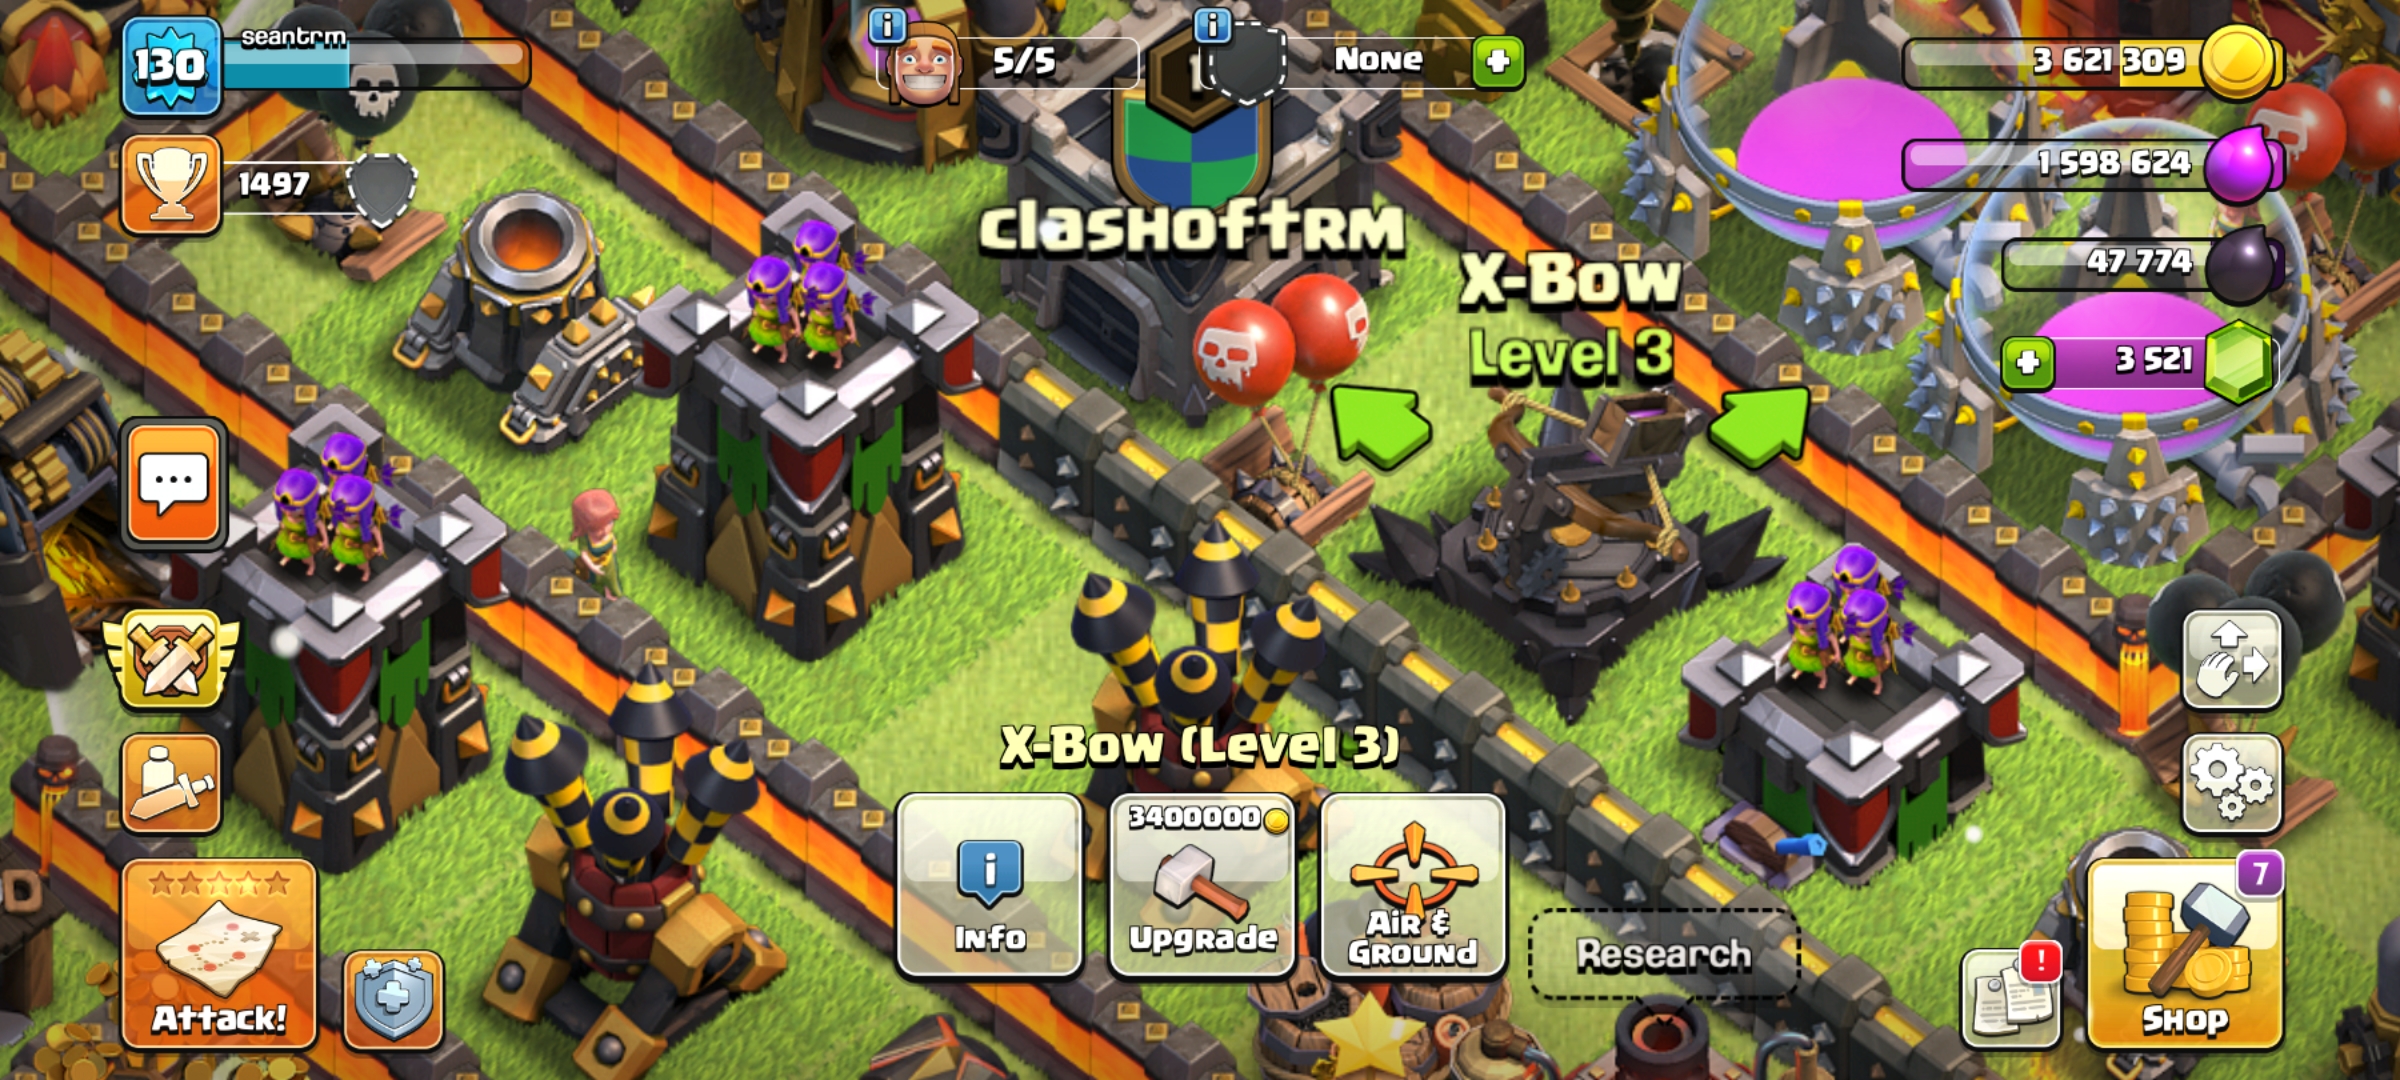 130
seantrm
5/5
None
3 621 309
1497
1 598 624
clashoftrm
47 774
X-Bow
Level 3
3 521
X-Bow (Level 3)
3400000
Info
Upgrade
Air &
Ground
Research
Attack!
7
!
Shop